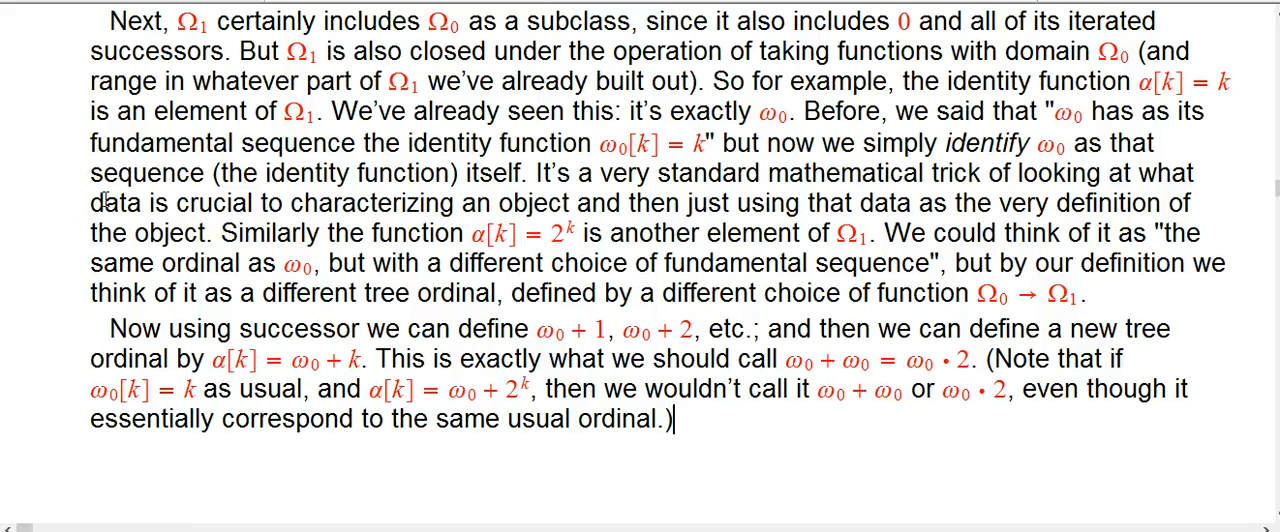 Next, Ω₁ certainly includes Ω₀ as a subclass, since it also includes 0 and all of its iterated
successors. But Ω₁ is also closed under the operation of taking functions with domain Ω₀ (and
range in whatever part of Ω₁ we've already built out). So for example, the identity function α[k] = k
is an element of Ω₁. We've already seen this: it's exactly ω₀. Before, we said that "ω₀ has as its
fundamental sequence the identity function ω₀[k] = k" but now we simply identify ω₀ as that
sequence (the identity function) itself. It's a very standard mathematical trick of looking at what
data is crucial to characterizing an object and then just using that data as the very definition of
the object. Similarly the function α[k] = 2ᵏ is another element of Ω₁. We could think of it as "the
same ordinal as ω₀, but with a different choice of fundamental sequence", but by our definition we
think of it as a different tree ordinal, defined by a different choice of function Ω₀ → Ω₁.
Now using successor we can define ω₀ + 1, ω₀ + 2, etc.; and then we can define a new tree
ordinal by α[k] = ω₀ + k. This is exactly what we should call ω₀ + ω₀ = ω₀ • 2. (Note that if
ω₀[k] = k as usual, and α[k] = ω₀ + 2ᵏ, then we wouldn't call it ω₀ + ω₀ or ω₀ • 2, even though it
essentially correspond to the same usual ordinal.)